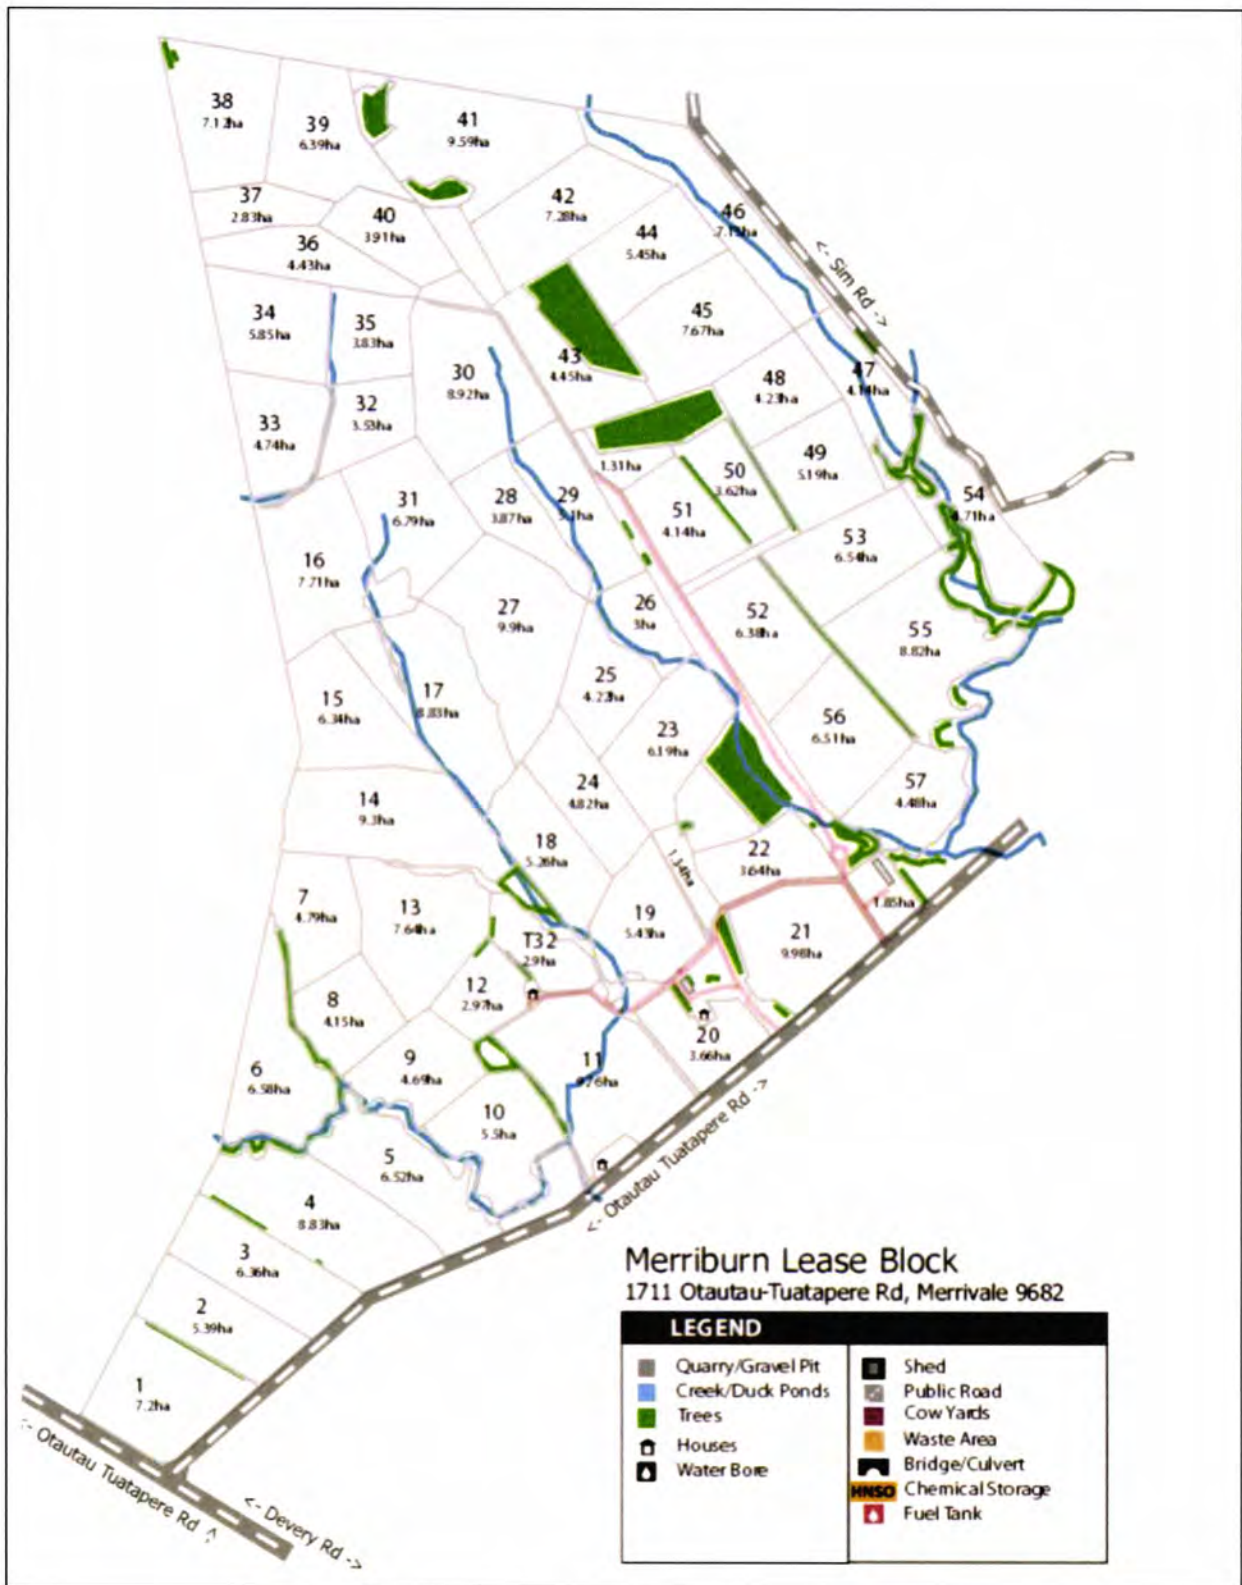 38
7.12ha
39
6.39ha
41
9.59ha
37
2.83ha
40
3.91ha
42
7.28ha
46
7.13ha
36
4.43ha
44
5.45ha
<- Sim Rd ->
34
5.85ha
35
3.83ha
45
7.67ha
43
4.45ha
30
8.92ha
48
4.23ha
47
4.14ha
33
4.74ha
32
3.53ha
1.31ha
50
3.62ha
49
5.19ha
31
6.79ha
28
3.87ha
29
51
4.14ha
54
4.71ha
53
6.54ha
16
7.71ha
27
9.9ha
26
3ha
52
6.38ha
55
8.82ha
15
6.34ha
17
8.83ha
25
4.22ha
23
6.19ha
56
6.51ha
14
9.3ha
24
4.82ha
57
4.48ha
18
5.26ha
1.34ha
22
3.64ha
7
4.79ha
13
7.64ha
T32
2.9ha
19
5.43ha
21
9.98ha
1.85ha
12
2.97ha
8
4.15ha
20
3.66ha
9
4.69ha
11
9.76ha
6
6.58ha
10
5.5ha
5
6.52ha
4
8.83ha
<- Otautau Tuatapere Rd ->
3
6.36ha
2
5.39ha
1
7.2ha
<- Otautau Tuatapere Rd ->
<- Devery Rd ->
Merriburn Lease Block
1711 Otautau-Tuatapere Rd, Merrivale 9682
LEGEND
Quarry/Gravel Pit
Creek/Duck Ponds
Trees
Houses
Water Bore
Shed
Public Road
Cow Yards
Waste Area
Bridge/Culvert
HNSO Chemical Storage
Fuel Tank